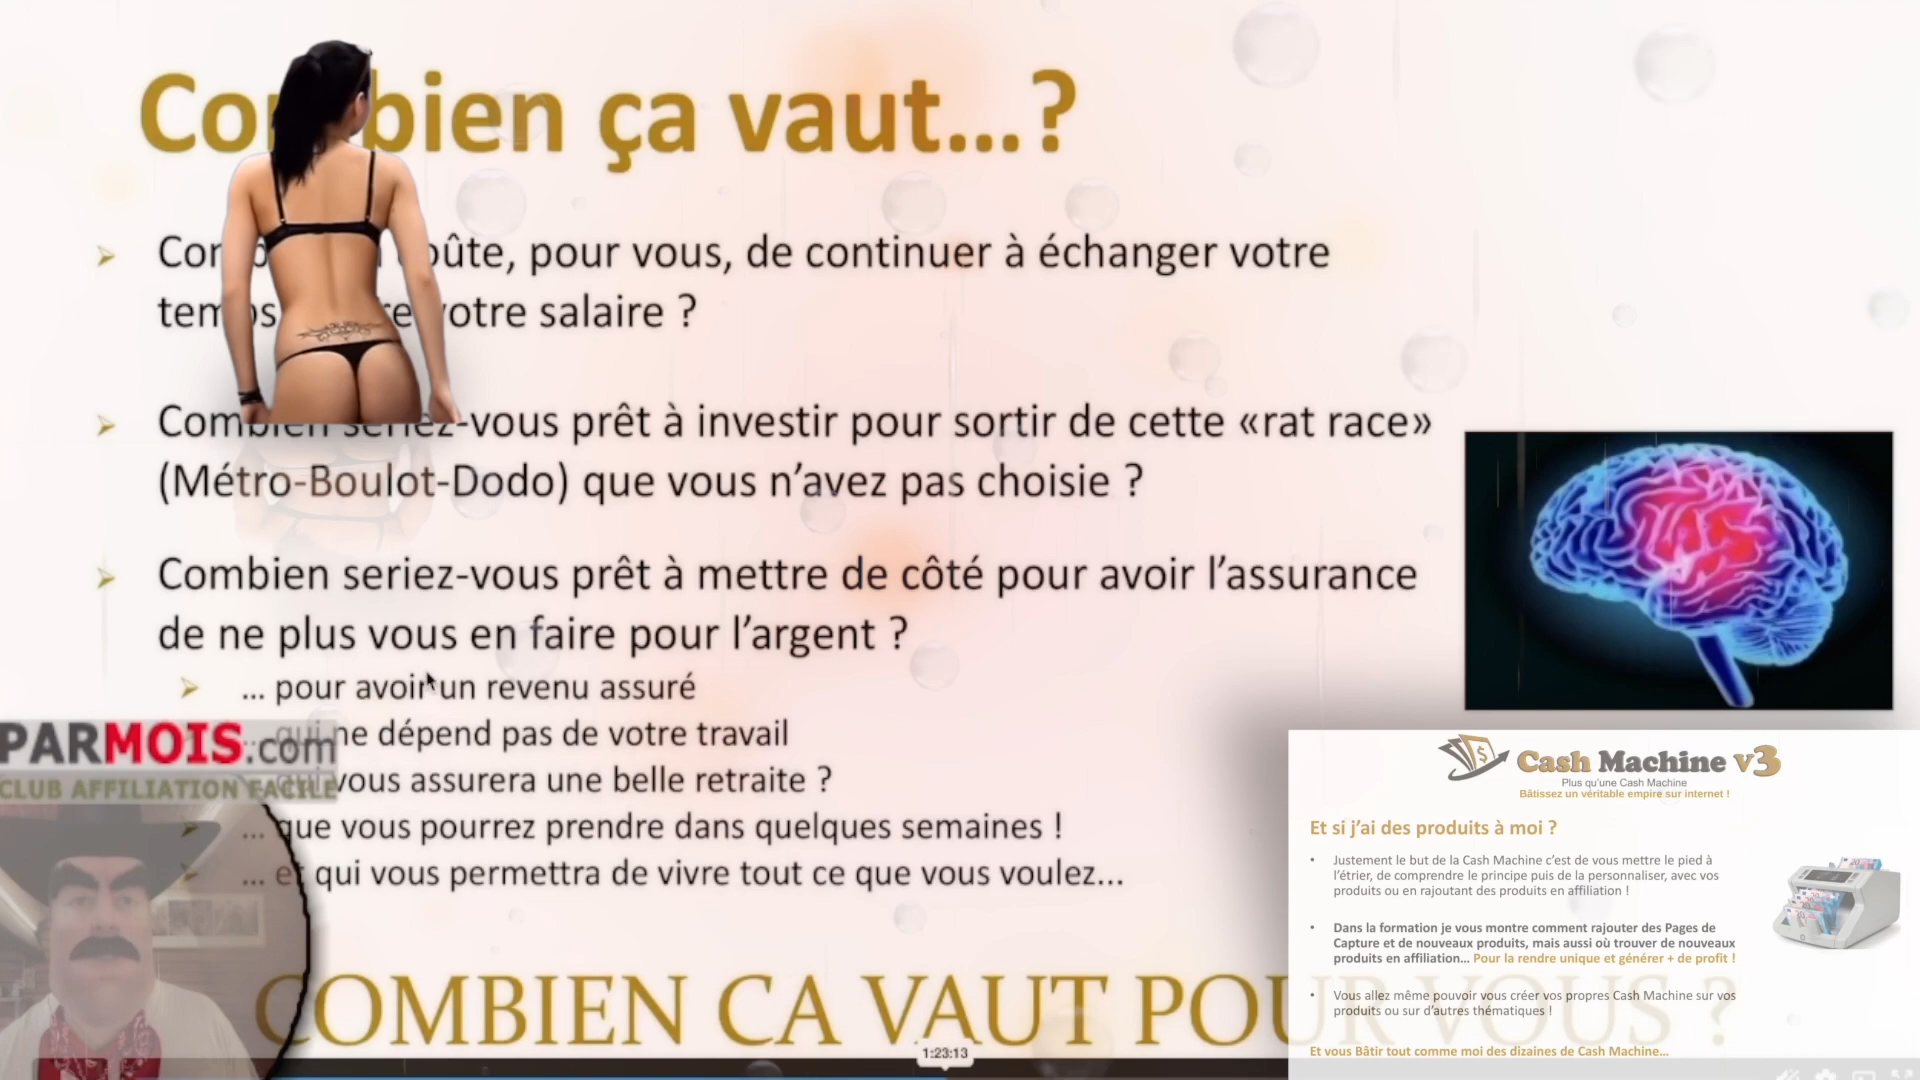 bien ça vaut...?
pour vous, de continuer à échanger votre
votre salaire ?
Combien seriez-vous prêt à investir pour sortir de cette «rat race»
(Métro-Boulot-Dodo) que vous n'avez pas choisie ?
Combien seriez-vous prêt à mettre de côté pour avoir l'assurance
de ne plus vous en faire pour l'argent ?
... pour avoir un revenu assuré
... qui ne dépend pas de votre travail
vous assurera une belle retraite ?
... que vous pourrez prendre dans quelques semaines !
... et qui vous permettra de vivre tout ce que vous voulez...
PARMOIS.com
CLUB AFFILIATION FACILE
COMBIEN CA VAUT POUR VOUS ?
1:23:13
Cash Machine v3
Plus qu'une Cash Machine
Bâtissez un véritable empire sur internet !
Et si j'ai des produits à moi ?
• Justement le but de la Cash Machine c'est de vous mettre le pied à
l'étrier, de comprendre le principe puis de la personnaliser, avec vos
produits ou en rajoutant des produits en affiliation !
• Dans la formation je vous montre comment rajouter des Pages de
Capture et de nouveaux produits, mais aussi où trouver de nouveaux
produits en affiliation... Pour la rendre unique et générer + de profit !
• Vous allez même pouvoir vous créer vos propres Cash Machine sur vos
produits ou sur d'autres thématiques !
Et vous Bâtir tout comme moi des dizaines de Cash Machine...